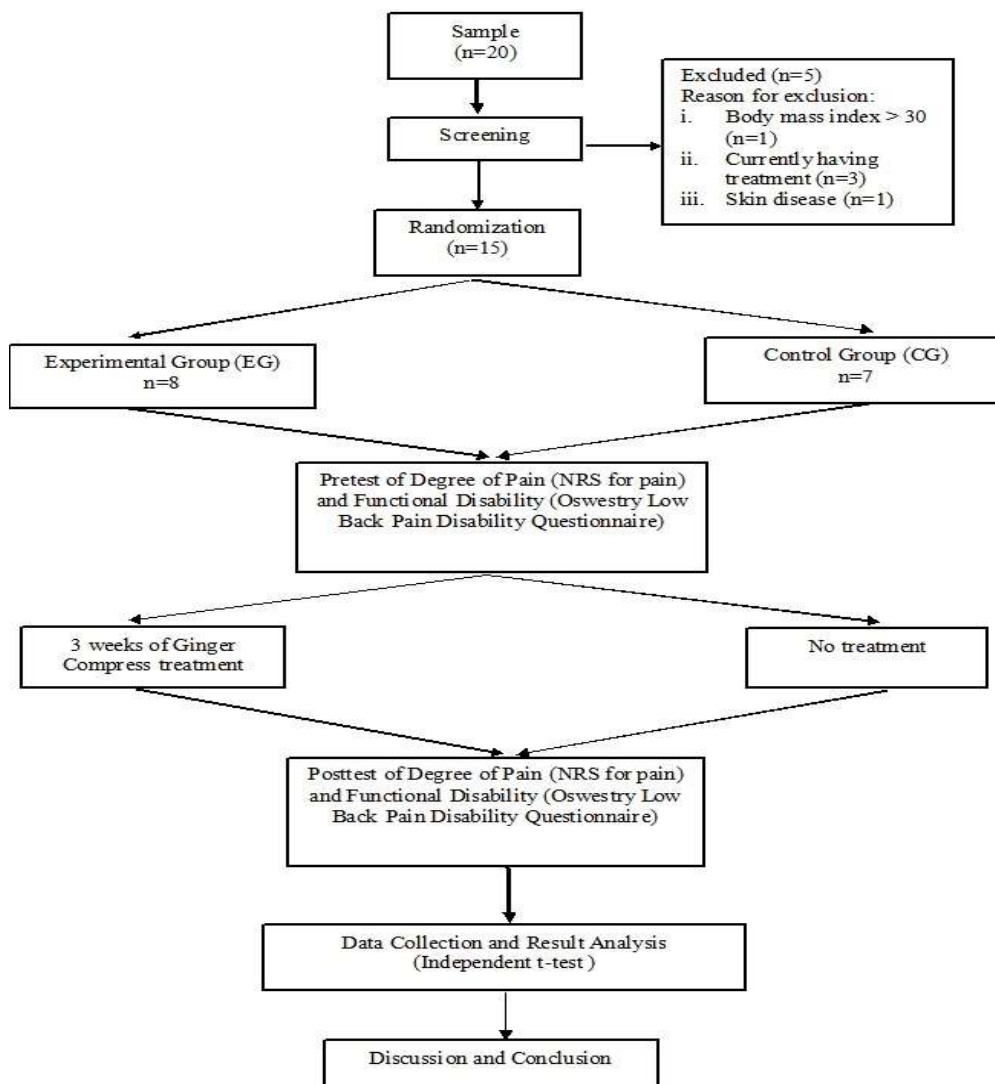 Sample
(n=20)
Excluded (n=5)
Reason for exclusion:
i. Body mass index > 30
(n=1)
ii. Currently having
treatment (n=3)
iii. Skin disease (n=1)
Screening
Randomization
(n=15)
Experimental Group (EG)
n=8
Control Group (CG)
n=7
Pretest of Degree of Pain (NRS for pain)
and Functional Disability (Oswestry Low
Back Pain Disability Questionnaire)
3 weeks of Ginger
Compress treatment
No treatment
Posttest of Degree of Pain (NRS for pain)
and Functional Disability (Oswestry Low
Back Pain Disability Questionnaire)
Data Collection and Result Analysis
(Independent t-test )
Discussion and Conclusion